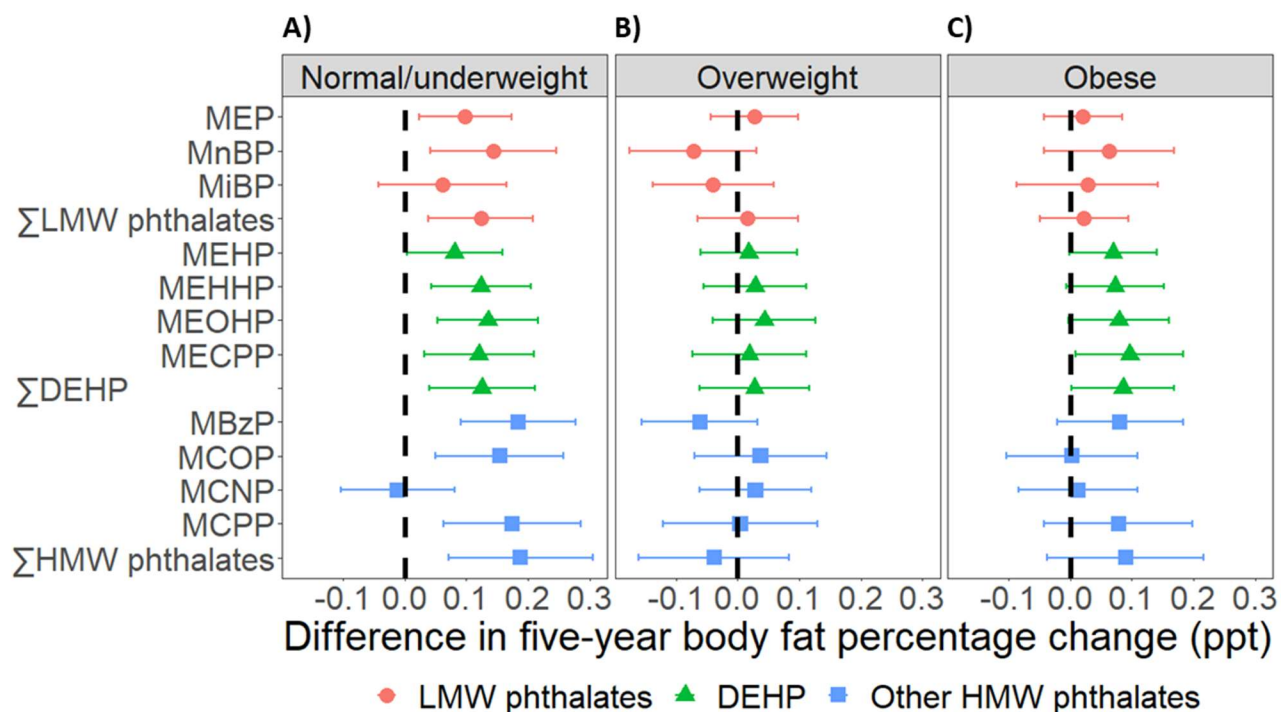 A)
B)
C)
Normal/underweight
Overweight
Obese
MEP
MnBP
MiBP
∑LMW phthalates
MEHP
MEHHP
MEOHP
MECPP
∑DEHP
MBzP
MCOP
MCNP
MCPP
∑HMW phthalates
-0.1 0.0 0.1 0.2 0.3
-0.1 0.0 0.1 0.2 0.3
-0.1 0.0 0.1 0.2 0.3
Difference in five-year body fat percentage change (ppt)
LMW phthalates
DEHP
Other HMW phthalates